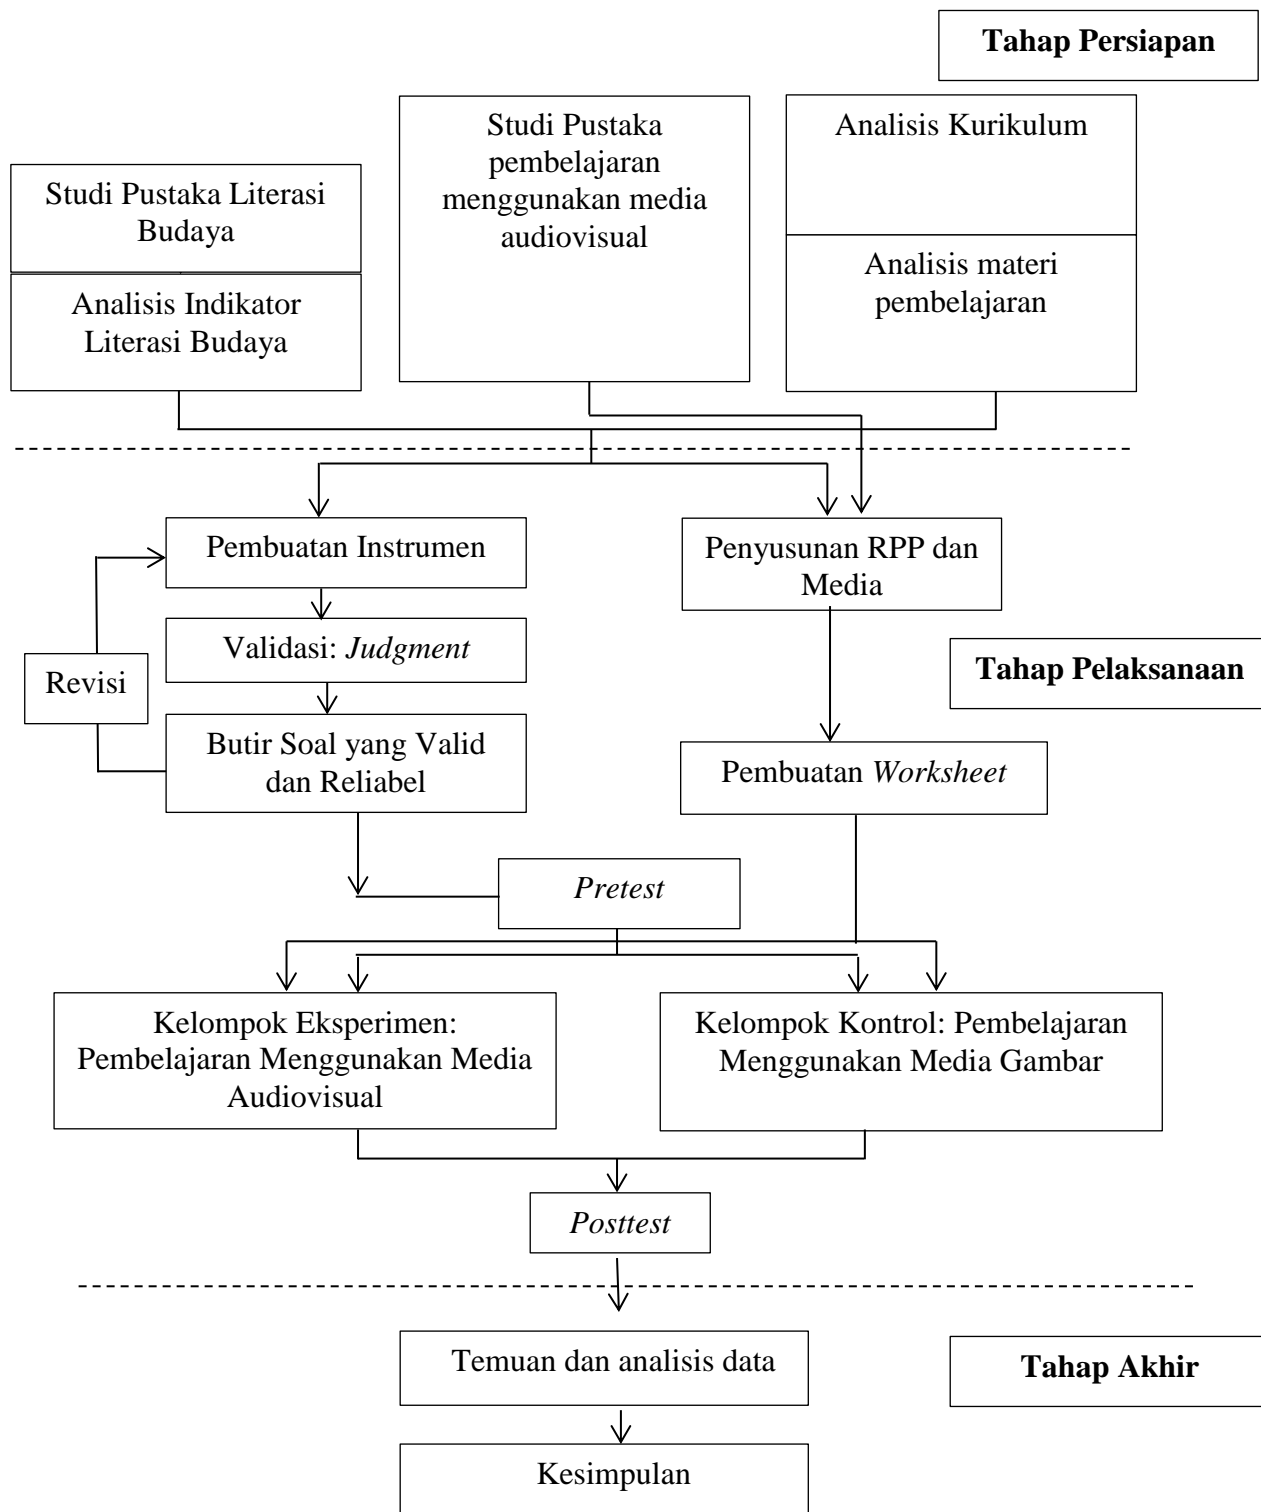 Tahap Persiapan
Studi Pustaka Literasi
Budaya
Analisis Indikator
Literasi Budaya
Studi Pustaka
pembelajaran
menggunakan media
audiovisual
Analisis Kurikulum
Analisis materi
pembelajaran
Pembuatan Instrumen
Validasi: Judgment
Revisi
Butir Soal yang Valid
dan Reliabel
Penyusunan RPP dan
Media
Tahap Pelaksanaan
Pembuatan Worksheet
Pretest
Kelompok Eksperimen:
Pembelajaran Menggunakan Media
Audiovisual
Kelompok Kontrol: Pembelajaran
Menggunakan Media Gambar
Posttest
Temuan dan analisis data
Tahap Akhir
Kesimpulan